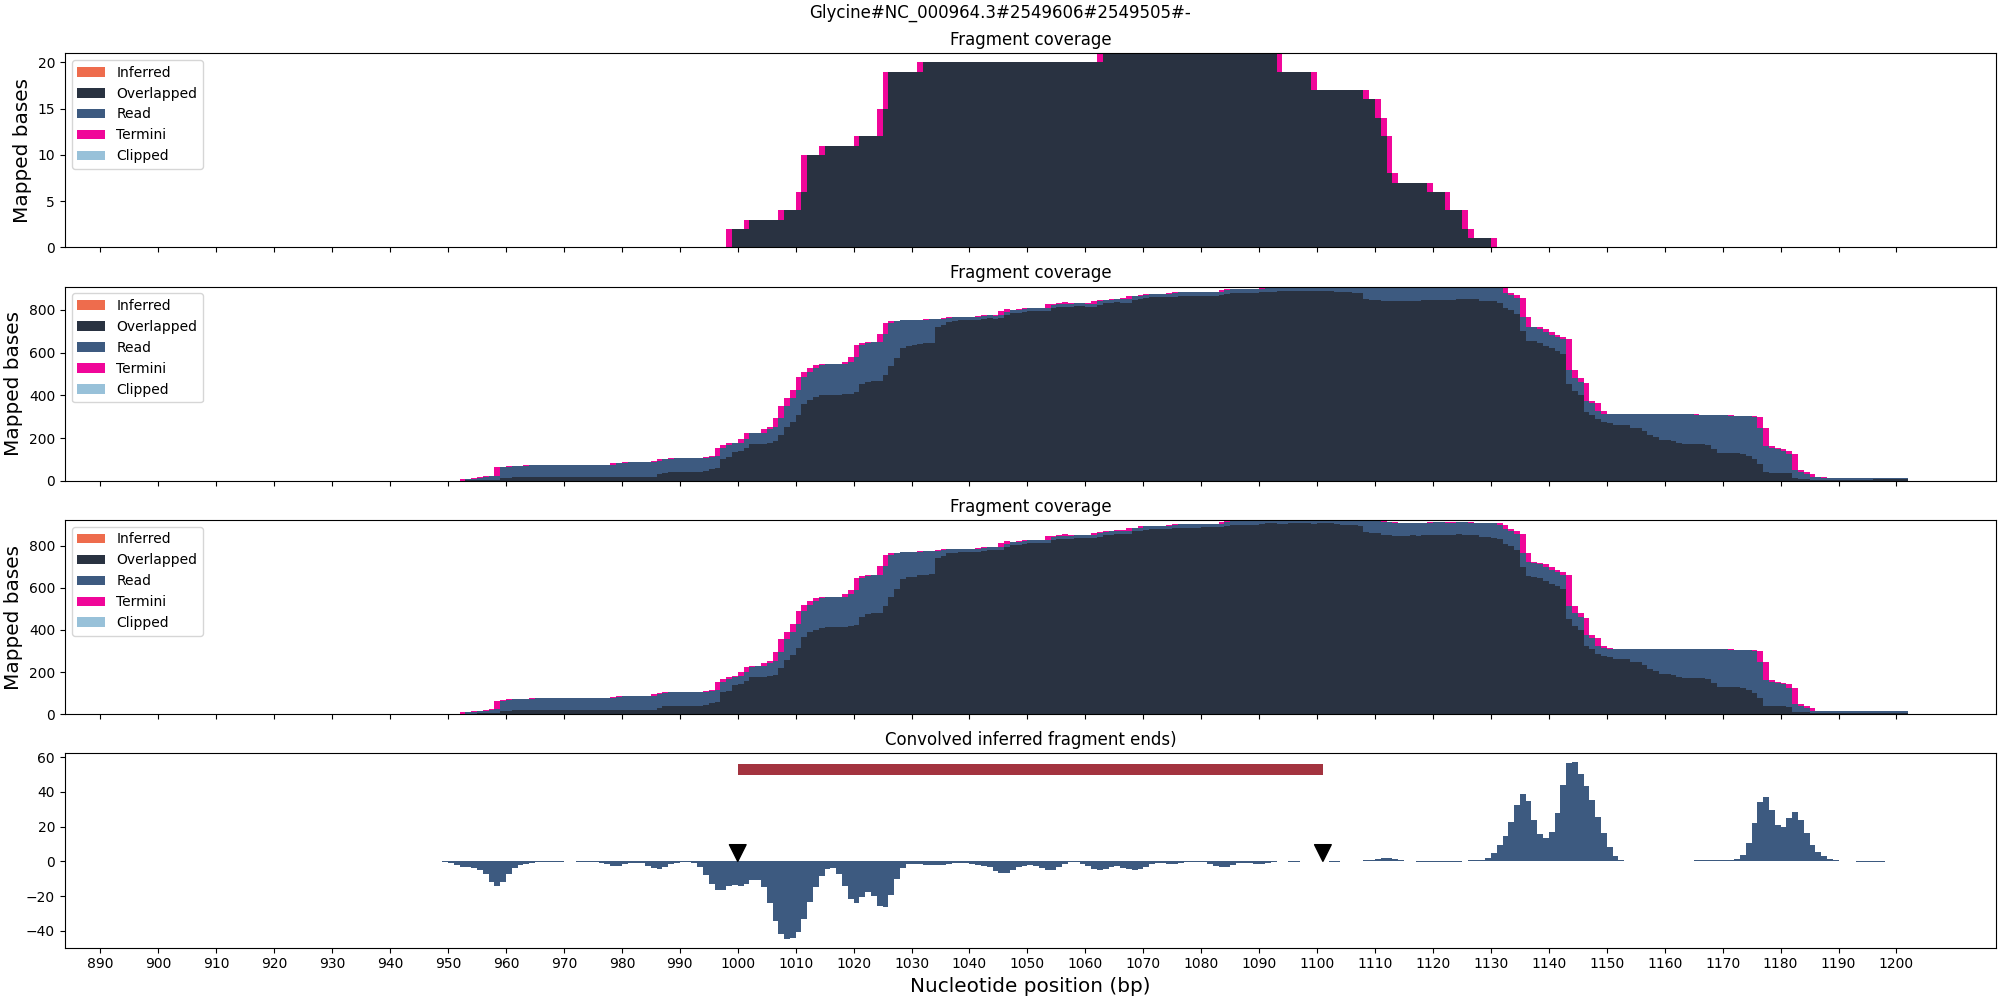 Glycine#NC_000964.3#2549606#2549505#-
Fragment coverage
Mapped bases
20
15
10
5
0
Inferred
Overlapped
Read
Termini
Clipped
Fragment coverage
Mapped bases
800
600
400
200
0
Inferred
Overlapped
Read
Termini
Clipped
Fragment coverage
Mapped bases
800
600
400
200
0
Inferred
Overlapped
Read
Termini
Clipped
Convolved inferred fragment ends)
60
40
20
0
−20
−40
890 900 910 920 930 940 950 960 970 980 990 1000 1010 1020 1030 1040 1050 1060 1070 1080 1090 1100 1110 1120 1130 1140 1150 1160 1170 1180 1190 1200
Nucleotide position (bp)